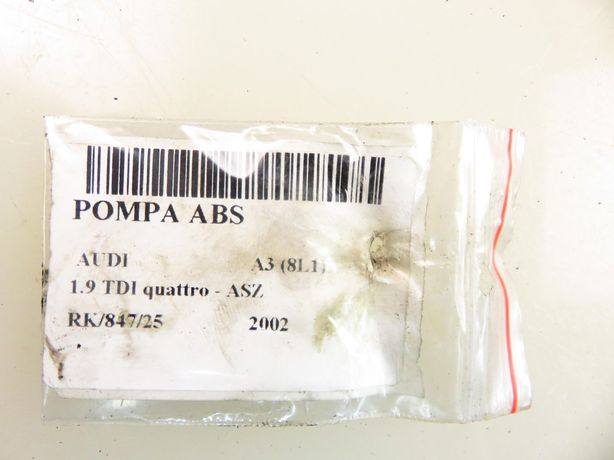 POMPA ABS
AUDI A3 (8L1)
1.9 TDI quattro - ASZ
RK/847/25 2002